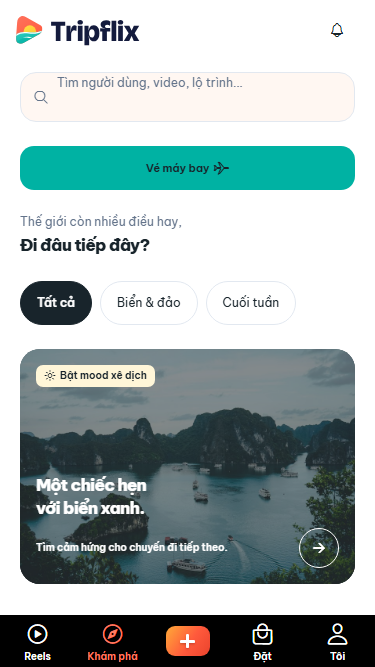 Tripflix
Tìm người dùng, video, lộ trình...
Vé máy bay
Thế giới còn nhiều điều hay,
Đi đâu tiếp đây?
Tất cả
Biển & đảo
Cuối tuần
Bật mood xê dịch
Một chiếc hẹn
với biển xanh.
Tìm cảm hứng cho chuyến đi tiếp theo.
Reels
Khám phá
Đặt
Tôi